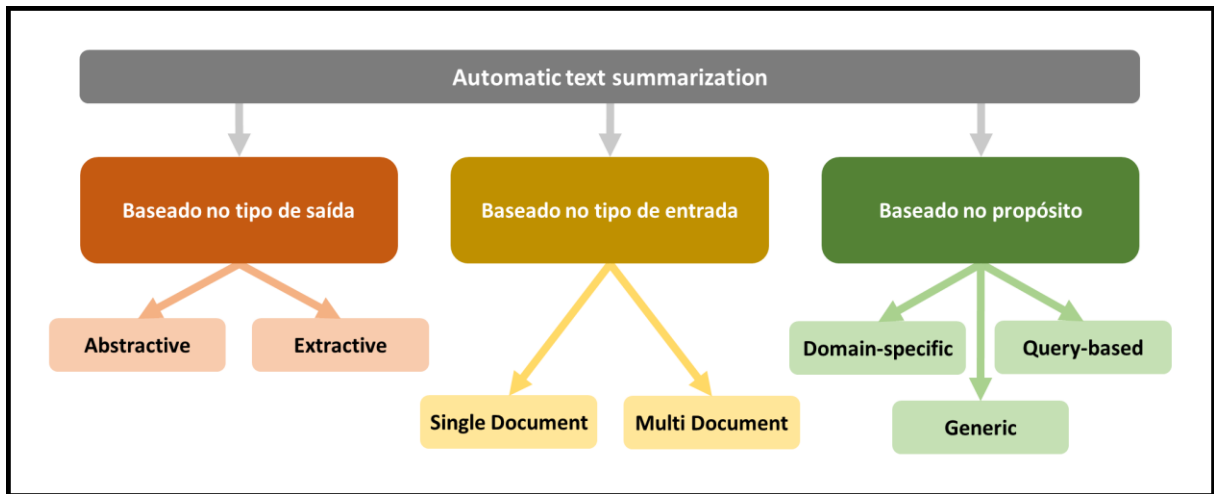 Automatic text summarization
Baseado no tipo de saída
Baseado no tipo de entrada
Baseado no propósito
Abstractive
Extractive
Domain-specific
Query-based
Single Document
Multi Document
Generic